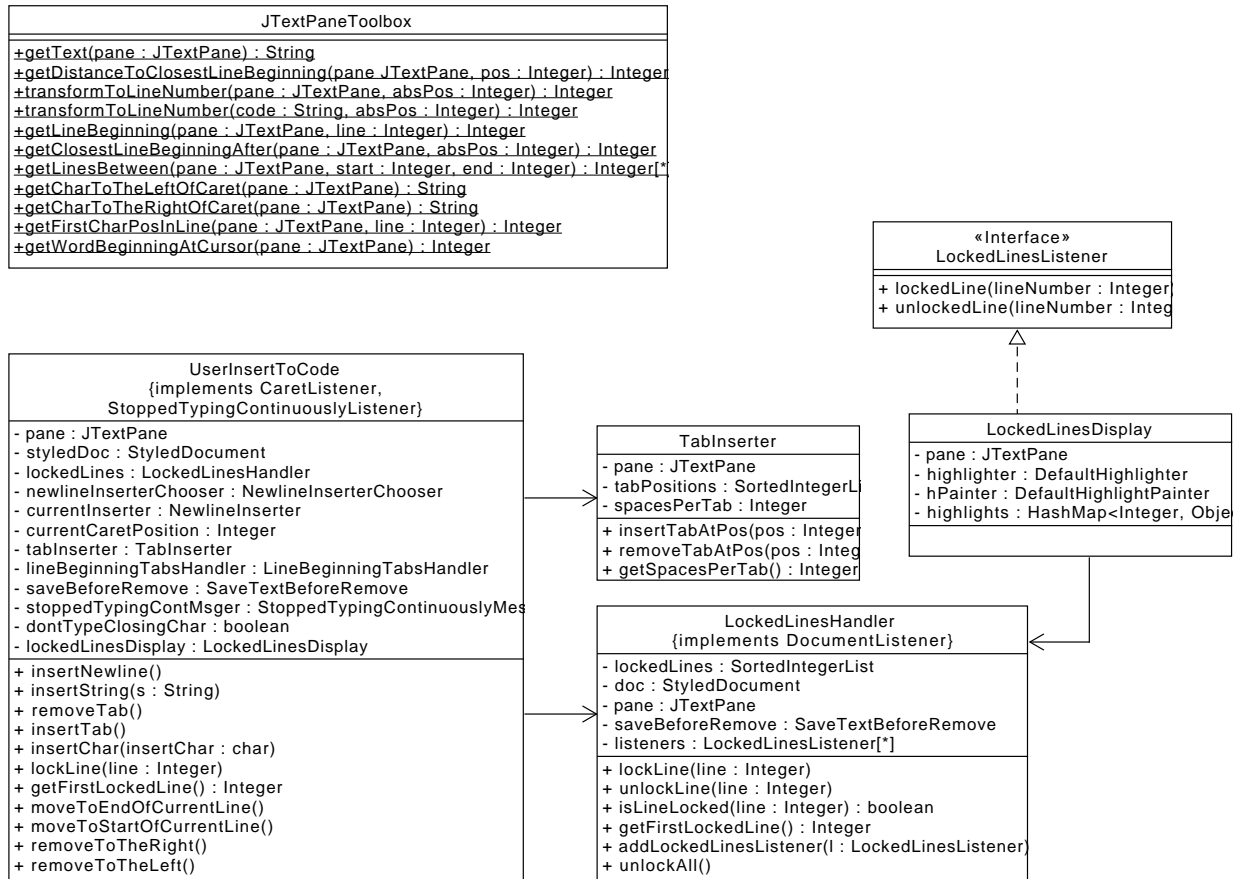 JTextPaneToolbox
+getText(pane : JTextPane) : String
+getDistanceToClosestLineBeginning(pane JTextPane, pos : Integer) : Integer
+transformToLineNumber(pane : JTextPane, absPos : Integer) : Integer
+transformToLineNumber(code : String, absPos : Integer) : Integer
+getLineBeginning(pane : JTextPane, line : Integer) : Integer
+getClosestLineBeginningAfter(pane : JTextPane, absPos : Integer) : Integer
+getLinesBetween(pane : JTextPane, start : Integer, end : Integer) : Integer[*]
+getCharToTheLeftOfCaret(pane : JTextPane) : String
+getCharToTheRightOfCaret(pane : JTextPane) : String
+getFirstCharPosInLine(pane : JTextPane, line : Integer) : Integer
+getWordBeginningAtCursor(pane : JTextPane) : Integer
«Interface»
LockedLinesListener
+ lockedLine(lineNumber : Integer)
+ unlockedLine(lineNumber : Integ
UserInsertToCode
{implements CaretListener,
StoppedTypingContinuouslyListener}
- pane : JTextPane
- styledDoc : StyledDocument
- lockedLines : LockedLinesHandler
- newlineInserterChooser : NewlineInserterChooser
- currentInserter : NewlineInserter
- currentCaretPosition : Integer
- tabInserter : TabInserter
- lineBeginningTabsHandler : LineBeginningTabsHandler
- saveBeforeRemove : SaveTextBeforeRemove
- stoppedTypingContMsger : StoppedTypingContinuouslyMes
- dontTypeClosingChar : boolean
- lockedLinesDisplay : LockedLinesDisplay
+ insertNewline()
+ insertString(s : String)
+ removeTab()
+ insertTab()
+ insertChar(insertChar : char)
+ lockLine(line : Integer)
+ getFirstLockedLine() : Integer
+ moveToEndOfCurrentLine()
+ moveToStartOfCurrentLine()
+ removeToTheRight()
+ removeToTheLeft()
TabInserter
- pane : JTextPane
- tabPositions : SortedIntegerLi
- spacesPerTab : Integer
+ insertTabAtPos(pos : Integer
+ removeTabAtPos(pos : Integ
+ getSpacesPerTab() : Integer
LockedLinesDisplay
- pane : JTextPane
- highlighter : DefaultHighlighter
- hPainter : DefaultHighlightPainter
- highlights : HashMap<Integer, Obje
LockedLinesHandler
{implements DocumentListener}
- lockedLines : SortedIntegerList
- doc : StyledDocument
- pane : JTextPane
- saveBeforeRemove : SaveTextBeforeRemove
- listeners : LockedLinesListener[*]
+ lockLine(line : Integer)
+ unlockLine(line : Integer)
+ isLineLocked(line : Integer) : boolean
+ getFirstLockedLine() : Integer
+ addLockedLinesListener(l : LockedLinesListener)
+ unlockAll()